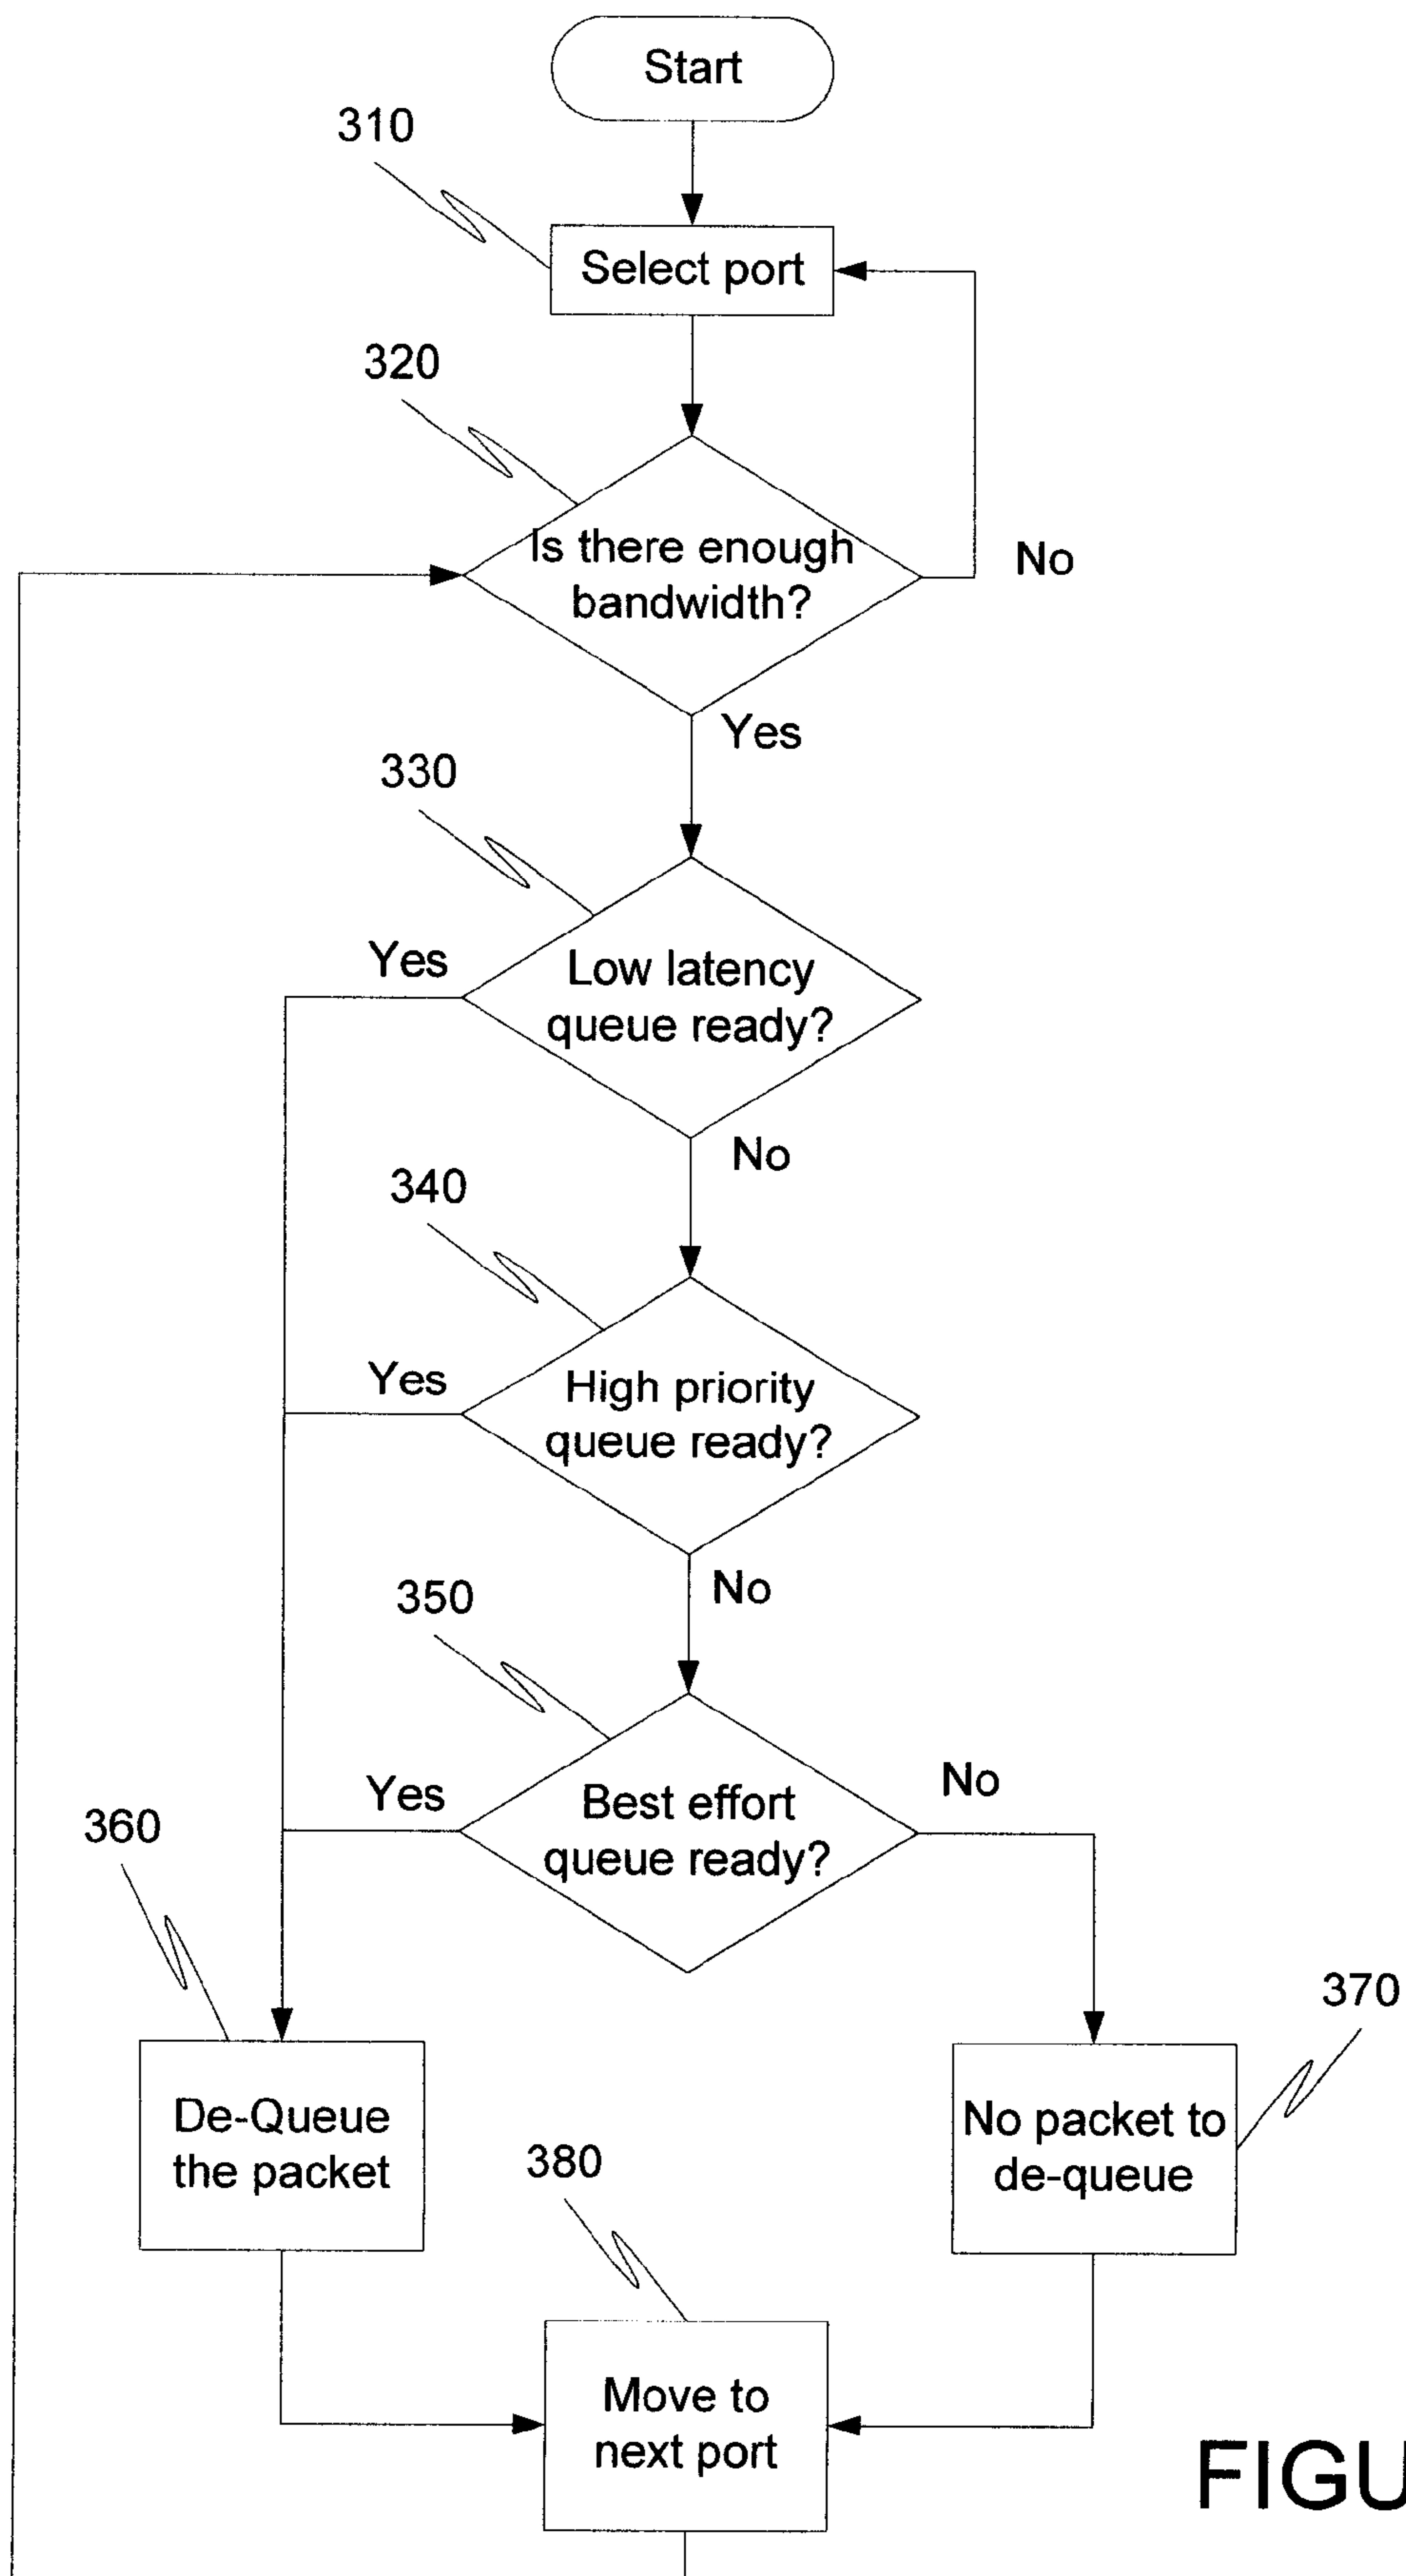 Start
310
Select port
320
Is there enough
bandwidth?
No
Yes
330
Yes
Low latency
queue ready?
No
340
Yes
High priority
queue ready?
No
350
Yes
Best effort
queue ready?
No
360
370
De-Queue
the packet
No packet to
de-queue
380
Move to
next port
FIGU